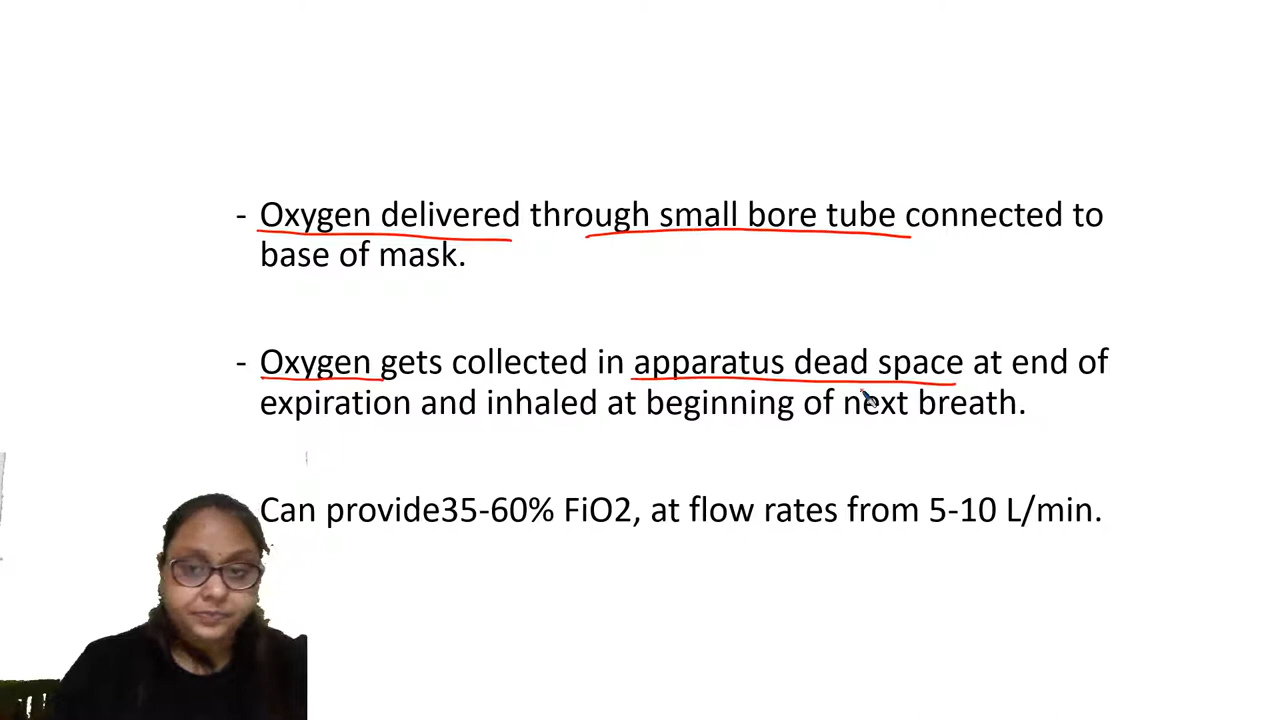 - Oxygen delivered through small bore tube connected to
base of mask.
- Oxygen gets collected in apparatus dead space at end of
expiration and inhaled at beginning of next breath.
Can provide35-60% FiO2, at flow rates from 5-10 L/min.